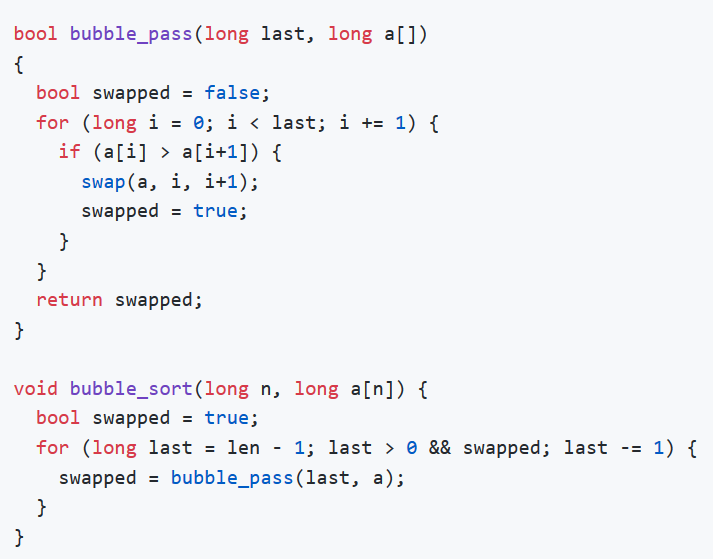 bool bubble_pass(long last, long a[])
{
  bool swapped = false;
  for (long i = 0; i < last; i += 1) {
    if (a[i] > a[i+1]) {
      swap(a, i, i+1);
      swapped = true;
    }
  }
  return swapped;
}

void bubble_sort(long n, long a[n]) {
  bool swapped = true;
  for (long last = len - 1; last > 0 && swapped; last -= 1) {
    swapped = bubble_pass(last, a);
  }
}